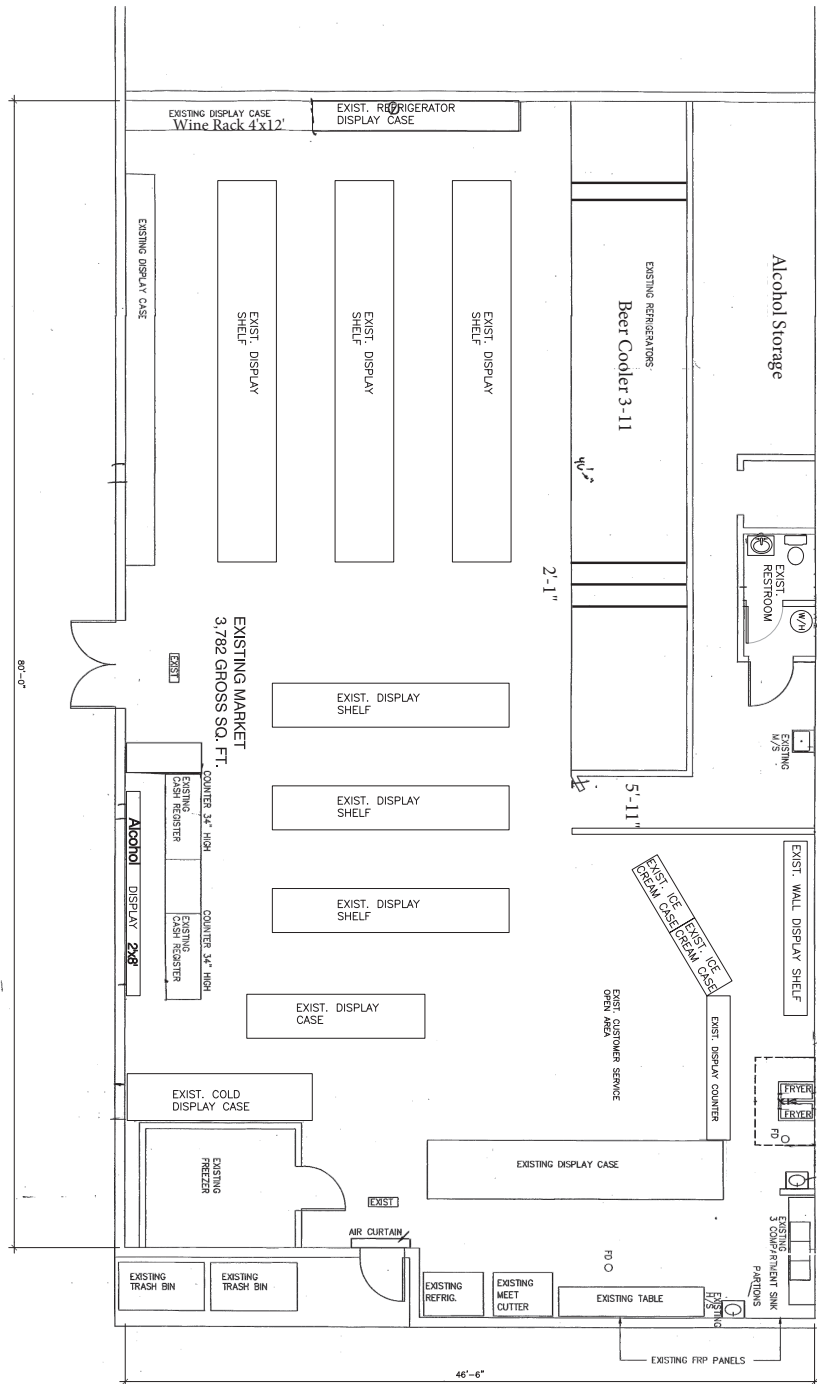 EXISTING DISPLAY CASE
Wine Rack 4'x12'
EXIST. REFRIGERATOR
DISPLAY CASE
EXISTING DISPLAY CASE
EXIST. DISPLAY
SHELF
EXIST. DISPLAY
SHELF
EXIST. DISPLAY
SHELF
EXISTING REFRIGERATORS
Beer Cooler 3-11
Alcohol Storage
2'-1"
EXIST.
RESTROOM
W/H
EXISTING
M/S
5'-11"
EXISTING MARKET
3,782 GROSS SQ. FT.
EXIST
80'-0"
EXIST. DISPLAY
SHELF
EXIST. DISPLAY
SHELF
EXIST. DISPLAY
SHELF
COUNTER 34" HIGH
EXISTING
CASH REGISTER
COUNTER 34" HIGH
EXISTING
CASH REGISTER
Alcohol DISPLAY 2'x8'
EXIST. ICE
CREAM CASE
EXIST. ICE
CREAM CASE
EXIST. WALL DISPLAY SHELF
EXIST. DISPLAY
CASE
EXIST. CUSTOMER SERVICE
OPEN AREA
EXIST. DISPLAY COUNTER
FRYER
FRYER
FD
EXIST. COLD
DISPLAY CASE
EXISTING
FREEZER
EXISTING DISPLAY CASE
EXIST
AIR CURTAIN
FD
EXISTING
3 COMPARTMENT SINK
PARTIONS
EXISTING
TRASH BIN
EXISTING
TRASH BIN
EXISTING
REFRIG.
EXISTING
MEET
CUTTER
EXISTING TABLE
EXISTING
H/S
EXISTING FRP PANELS
46'-6"